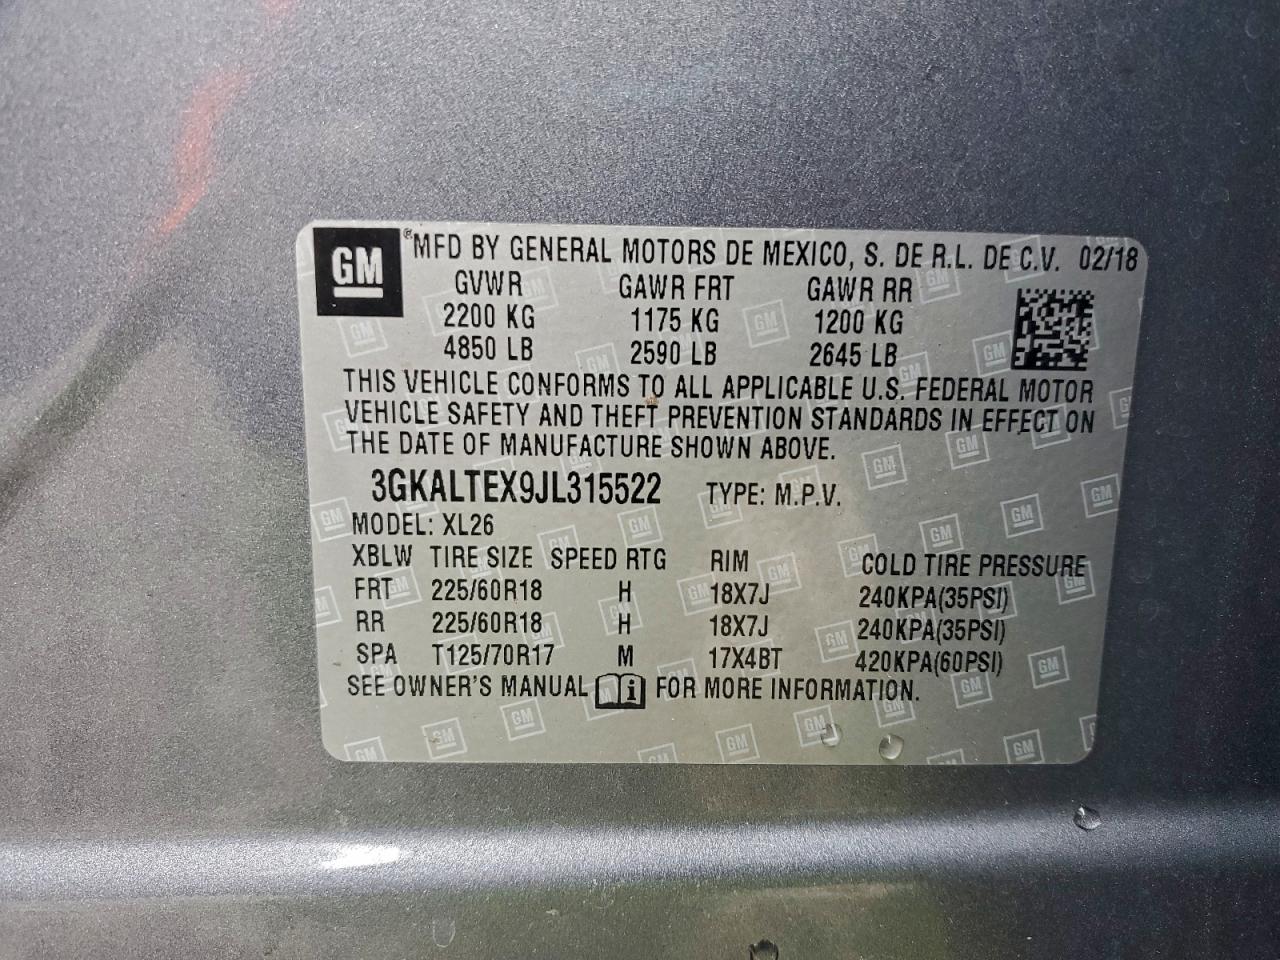 GM ® MFD BY GENERAL MOTORS DE MEXICO, S. DE R.L. DE C.V. 02/18
GVWR GAWR FRT GAWR RR
2200 KG 1175 KG 1200 KG
4850 LB 2590 LB 2645 LB
THIS VEHICLE CONFORMS TO ALL APPLICABLE U.S. FEDERAL MOTOR
VEHICLE SAFETY AND THEFT PREVENTION STANDARDS IN EFFECT ON
THE DATE OF MANUFACTURE SHOWN ABOVE.
3GKALTEX9JL315522 TYPE: M.P.V.
MODEL: XL26
XBLW TIRE SIZE SPEED RTG RIM COLD TIRE PRESSURE
FRT 225/60R18 H 18X7J 240KPA(35PSI)
RR 225/60R18 H 18X7J 240KPA(35PSI)
SPA T125/70R17 M 17X4BT 420KPA(60PSI)
SEE OWNER'S MANUAL i FOR MORE INFORMATION.